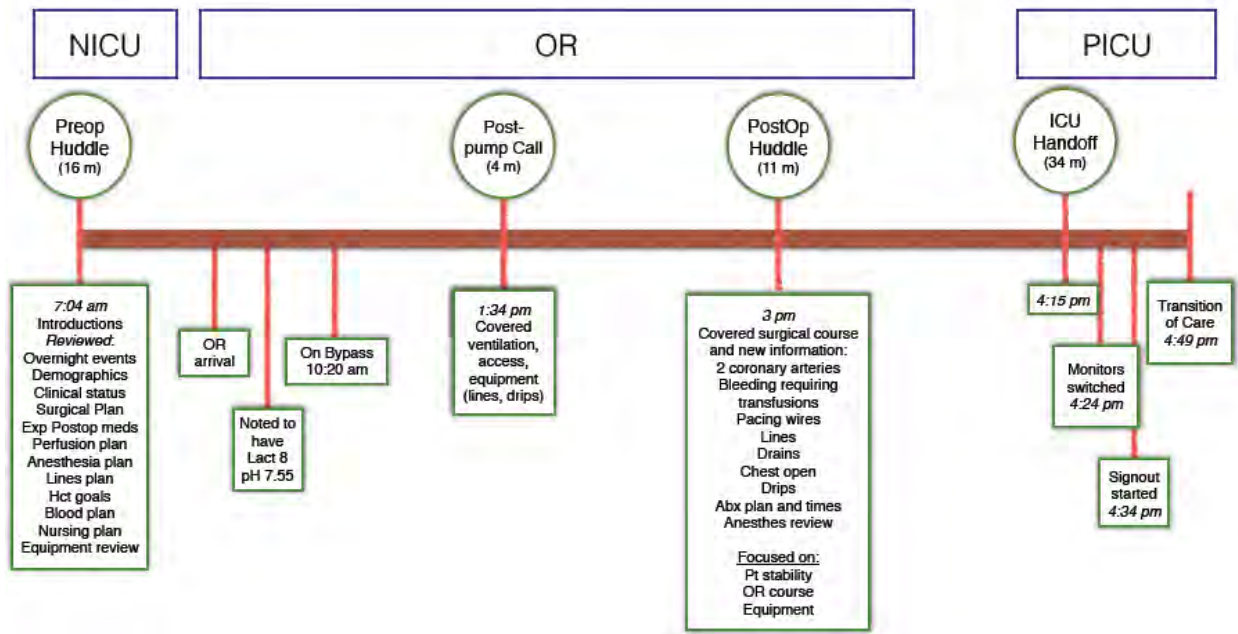 NICU
OR
PICU
Preop
Huddle
(16 m)
Post-
pump Call
(4 m)
PostOp
Huddle
(11 m)
ICU
Handoff
(34 m)
7:04 am
Introductions
Reviewed:
Overnight events
Demographics
Clinical status
Surgical Plan
Exp Postop meds
Perfusion plan
Anesthesia plan
Lines plan
Hct goals
Blood plan
Nursing plan
Equipment review
OR
arrival
Noted to
have
Lact 8
pH 7.55
On Bypass
10:20 am
1:34 pm
Covered
ventilation,
access,
equipment
(lines, drips)
3 pm
Covered surgical course
and new information:
2 coronary arteries
Bleeding requiring
transfusions
Pacing wires
Lines
Drains
Chest open
Drips
Abx plan and times
Anesthes review
Focused on:
Pt stability
OR course
Equipment
4:15 pm
Monitors
switched
4:24 pm
Signout
started
4:34 pm
Transition
of Care
4:49 pm